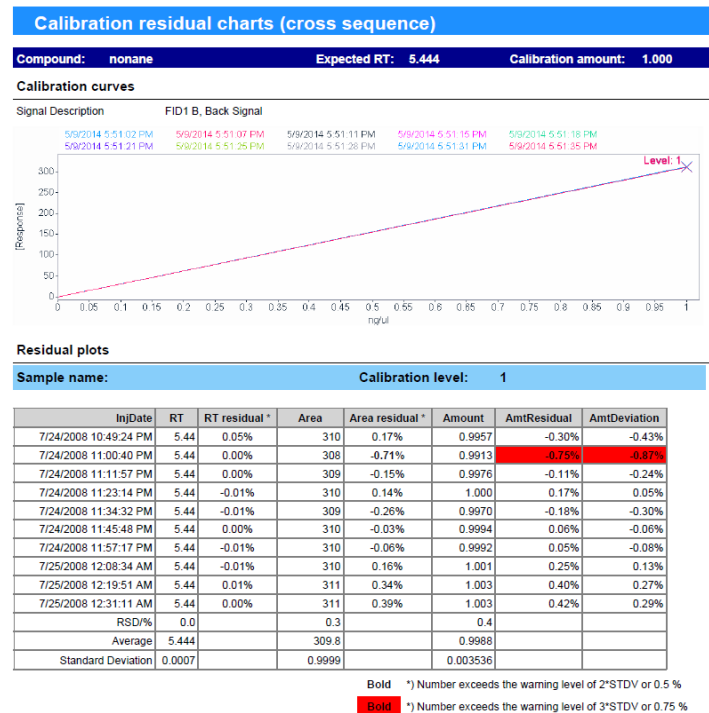 Calibration residual charts (cross sequence)
Compound: nonane Expected RT: 5.444 Calibration amount: 1.000
Calibration curves
Signal Description FID1 B, Back Signal
5/9/2014 5:51:02 PM 5/9/2014 5:51:07 PM 5/9/2014 5:51:11 PM 5/9/2014 5:51:15 PM 5/9/2014 5:51:18 PM
5/9/2014 5:51:21 PM 5/9/2014 5:51:25 PM 5/9/2014 5:51:28 PM 5/9/2014 5:51:31 PM 5/9/2014 5:51:35 PM
Level: 1
[Response]
300
250
200
150
100
50
0
0 0.05 0.1 0.15 0.2 0.25 0.3 0.35 0.4 0.45 0.5 0.55 0.6 0.65 0.7 0.75 0.8 0.85 0.9 0.95 1
ng/ul
Residual plots
Sample name: Calibration level: 1
InjDate RT RT residual * Area Area residual * Amount AmtResidual AmtDeviation
7/24/2008 10:49:24 PM 5.44 0.05% 310 0.17% 0.9957 -0.30% -0.43%
7/24/2008 11:00:40 PM 5.44 0.00% 308 -0.71% 0.9913 -0.75% -0.87%
7/24/2008 11:11:57 PM 5.44 0.00% 309 -0.15% 0.9976 -0.11% -0.24%
7/24/2008 11:23:14 PM 5.44 -0.01% 310 0.14% 1.000 0.17% 0.05%
7/24/2008 11:34:32 PM 5.44 -0.01% 309 -0.26% 0.9970 -0.18% -0.30%
7/24/2008 11:45:48 PM 5.44 0.00% 310 -0.03% 0.9994 0.06% -0.06%
7/24/2008 11:57:17 PM 5.44 -0.01% 310 -0.06% 0.9992 0.05% -0.08%
7/25/2008 12:08:34 AM 5.44 -0.01% 310 0.16% 1.001 0.25% 0.13%
7/25/2008 12:19:51 AM 5.44 0.01% 311 0.34% 1.003 0.40% 0.27%
7/25/2008 12:31:11 AM 5.44 0.00% 311 0.39% 1.003 0.42% 0.29%
RSD/% 0.0 0.3 0.4
Average 5.444 309.8 0.9988
Standard Deviation 0.0007 0.9999 0.003536
Bold *) Number exceeds the warning level of 2*STDV or 0.5 %
Bold *) Number exceeds the warning level of 3*STDV or 0.75 %